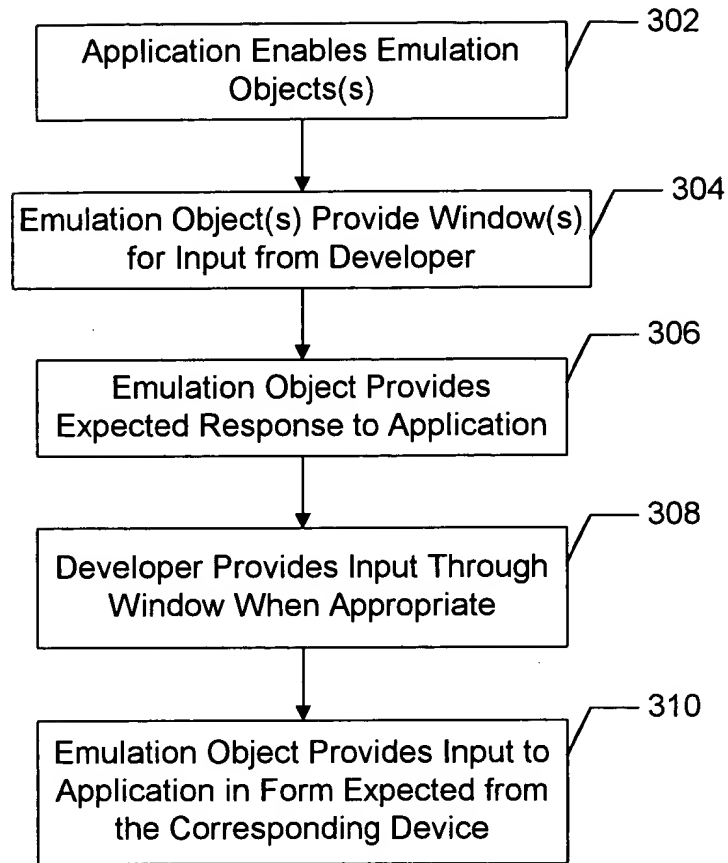 302
Application Enables Emulation
Objects(s)
304
Emulation Object(s) Provide Window(s)
for Input from Developer
306
Emulation Object Provides
Expected Response to Application
308
Developer Provides Input Through
Window When Appropriate
310
Emulation Object Provides Input to
Application in Form Expected from
the Corresponding Device